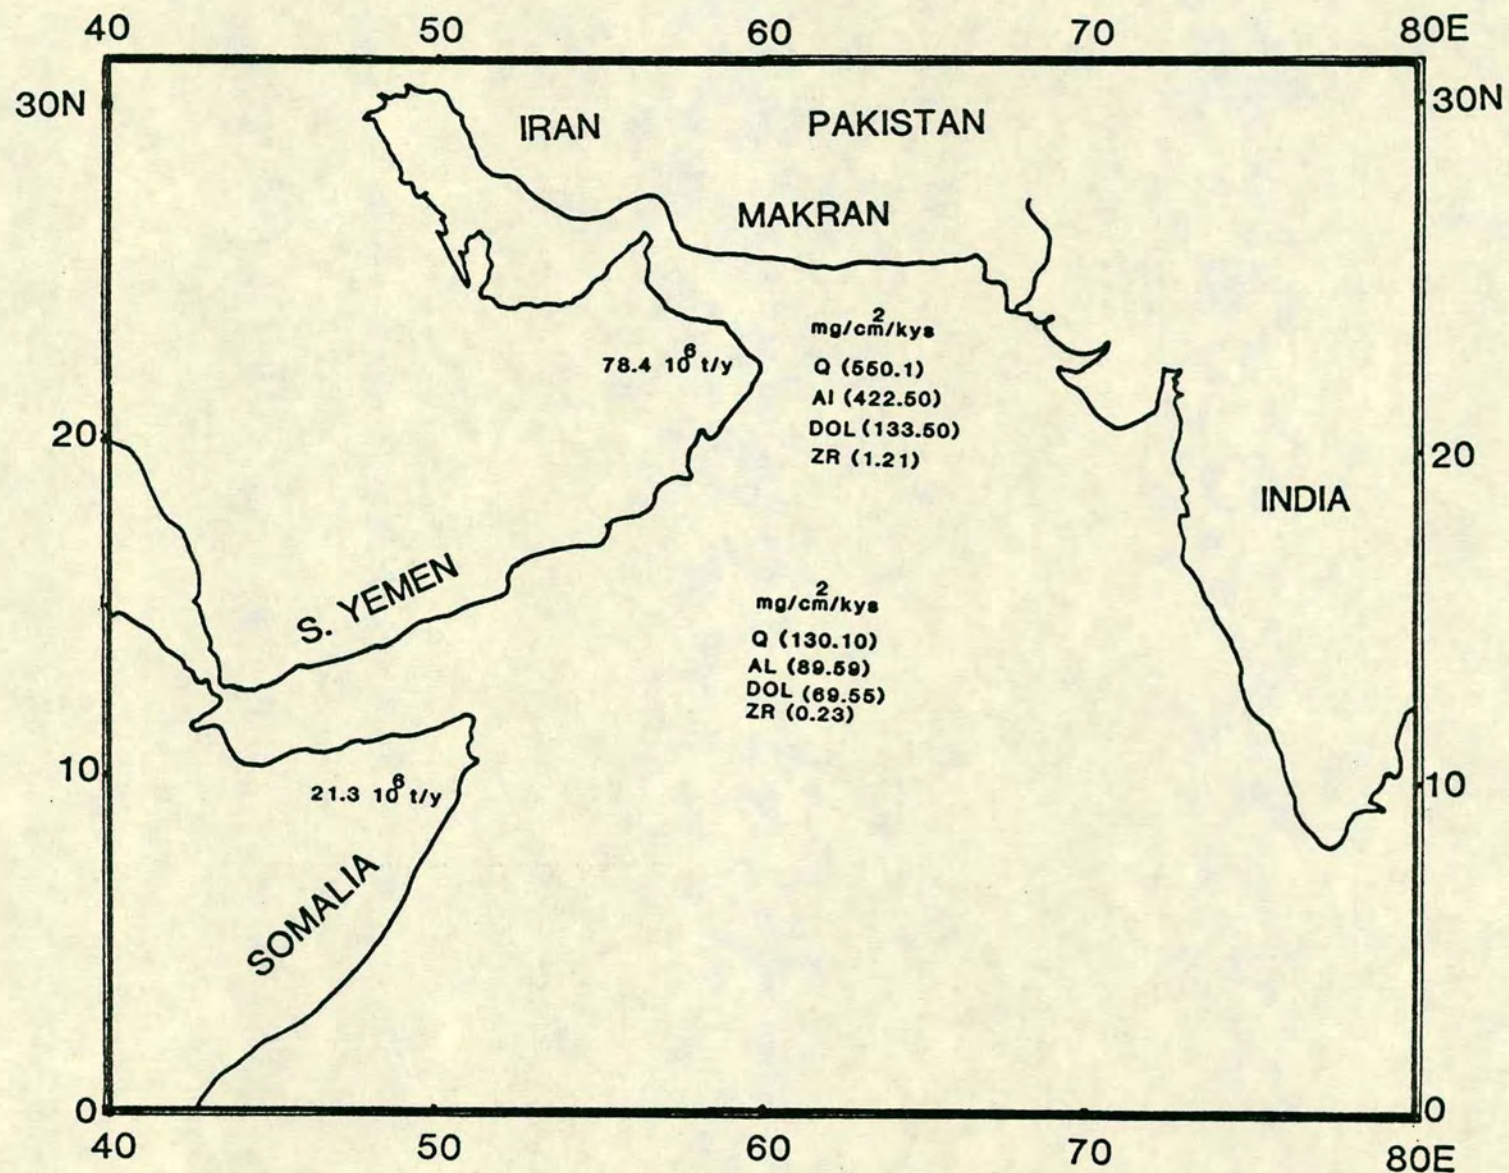 40 50 60 70 80E
30N 30N
IRAN PAKISTAN
MAKRAN
mg/cm²/kys
78.4 10⁶ t/y
Q (550.1)
Al (422.50)
DOL (133.50)
ZR (1.21)
20 20
INDIA
S. YEMEN
mg/cm²/kys
Q (130.10)
AL (89.59)
DOL (69.55)
ZR (0.23)
10 10
21.3 10⁶ t/y
SOMALIA
0 0
40 50 60 70 80E